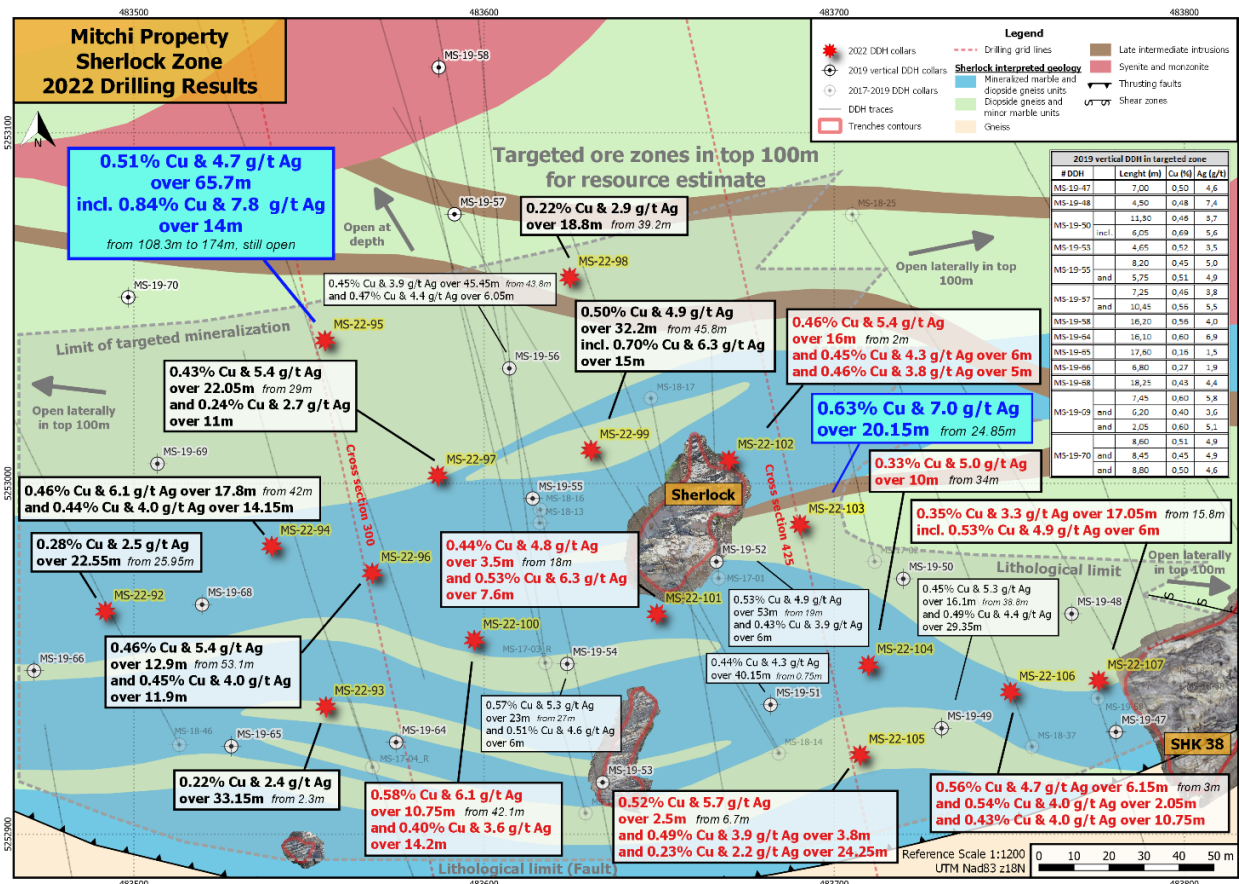 483500
483600
483700
483800
Mitchi Property
Sherlock Zone
2022 Drilling Results
N
5253100
5253000
5252900
Legend
2022 DDH collars
2019 vertical DDH collars
2017-2019 DDH collars
DDH traces
Trenches contours
Drilling grid lines
Sherlock interpreted geology
Mineralized marble and
diopside gneiss units
Diopside gneiss and
minor marble units
Gneiss
Late intermediate intrusions
Syenite and monzonite
Thrusting faults
Shear zones
2019 vertical DDH in targeted zone
# DDH Lenght (m) Cu (%) Ag (g/t)
MS-19-47 7,00 0,50 4,6
MS-19-48 4,50 0,48 7,4
MS-19-50 11,30 0,46 3,7
incl. 6,05 0,69 5,6
MS-19-53 4,65 0,52 3,5
MS-19-55 8,20 0,45 5,0
and 5,75 0,51 4,9
MS-19-57 7,25 0,46 3,8
and 10,45 0,56 5,5
MS-19-58 16,20 0,56 4,0
MS-19-64 16,10 0,60 6,9
MS-19-65 17,60 0,16 1,5
MS-19-66 6,80 0,27 1,9
MS-19-68 18,25 0,43 4,4
MS-19-69 7,45 0,60 5,8
and 6,20 0,40 3,6
and 2,05 0,60 5,1
MS-19-70 8,60 0,51 4,9
and 8,45 0,45 4,9
and 8,80 0,50 4,6
MS-19-58
0.51% Cu & 4.7 g/t Ag
over 65.7m
incl. 0.84% Cu & 7.8 g/t Ag
over 14m
from 108.3m to 174m, still open
Targeted ore zones in top 100m
for resource estimate
Open at
depth
MS-19-57
0.22% Cu & 2.9 g/t Ag
over 18.8m from 39.2m
MS-18-25
Open laterally in top
100m
MS-22-98
MS-19-70
0.45% Cu & 3.9 g/t Ag over 45.45m from 43.8m
and 0.47% Cu & 4.4 g/t Ag over 6.05m
MS-22-95
Limit of targeted mineralization
MS-19-56
0.50% Cu & 4.9 g/t Ag
over 32.2m from 45.8m
incl. 0.70% Cu & 6.3 g/t Ag
over 15m
0.46% Cu & 5.4 g/t Ag
over 16m from 2m
and 0.45% Cu & 4.3 g/t Ag over 6m
and 0.46% Cu & 3.8 g/t Ag over 5m
0.43% Cu & 5.4 g/t Ag
over 22.05m from 29m
and 0.24% Cu & 2.7 g/t Ag
over 11m
Open laterally
in top 100m
MS-18-17
0.63% Cu & 7.0 g/t Ag
over 20.15m from 24.85m
MS-22-99
MS-22-102
MS-19-69
MS-22-97
Cross section 300
Cross section 425
0.33% Cu & 5.0 g/t Ag
over 10m from 34m
0.46% Cu & 6.1 g/t Ag over 17.8m from 42m
and 0.44% Cu & 4.0 g/t Ag over 14.15m
MS-19-55
MS-18-16
MS-18-13
Sherlock
MS-22-103
0.35% Cu & 3.3 g/t Ag over 17.05m from 15.8m
incl. 0.53% Cu & 4.9 g/t Ag over 6m
MS-22-94
0.28% Cu & 2.5 g/t Ag
over 22.55m from 25.95m
MS-22-96
0.44% Cu & 4.8 g/t Ag
over 3.5m from 18m
and 0.53% Cu & 6.3 g/t Ag
over 7.6m
MS-19-52
MS-17-01
MS-17-02
MS-19-50
Lithological limit
Open laterally
in top 100m
MS-22-92
MS-19-68
MS-22-101
0.53% Cu & 4.9 g/t Ag
over 53m from 19m
and 0.43% Cu & 3.9 g/t Ag
over 6m
0.45% Cu & 5.3 g/t Ag
over 16.1m from 38.8m
and 0.49% Cu & 4.4 g/t Ag
over 29.35m
MS-19-48
MS-22-100
0.46% Cu & 5.4 g/t Ag
over 12.9m from 53.1m
and 0.45% Cu & 4.0 g/t Ag
over 11.9m
MS-19-66
MS-17-03_R
MS-19-54
0.44% Cu & 4.3 g/t Ag
over 40.15m from 0.75m
MS-22-104
MS-22-106
MS-22-107
MS-22-93
0.57% Cu & 5.3 g/t Ag
over 23m from 27m
and 0.51% Cu & 4.6 g/t Ag
over 6m
MS-19-51
MS-19-49
MS-19-47
MS-18-46
MS-19-65
MS-19-64
MS-17-04_R
MS-18-14
MS-22-105
MS-18-37
SHK 38
0.22% Cu & 2.4 g/t Ag
over 33.15m from 2.3m
MS-19-53
0.58% Cu & 6.1 g/t Ag
over 10.75m from 42.1m
and 0.40% Cu & 3.6 g/t Ag
over 14.2m
0.52% Cu & 5.7 g/t Ag
over 2.5m from 6.7m
and 0.49% Cu & 3.9 g/t Ag over 3.8m
and 0.23% Cu & 2.2 g/t Ag over 24.25m
0.56% Cu & 4.7 g/t Ag over 6.15m from 3m
and 0.54% Cu & 4.0 g/t Ag over 2.05m
and 0.43% Cu & 4.0 g/t Ag over 10.75m
Lithological limit (Fault)
Reference Scale 1:1200
UTM Nad83 z18N
0 10 20 30 40 50 m
483500
483600
483700
483800